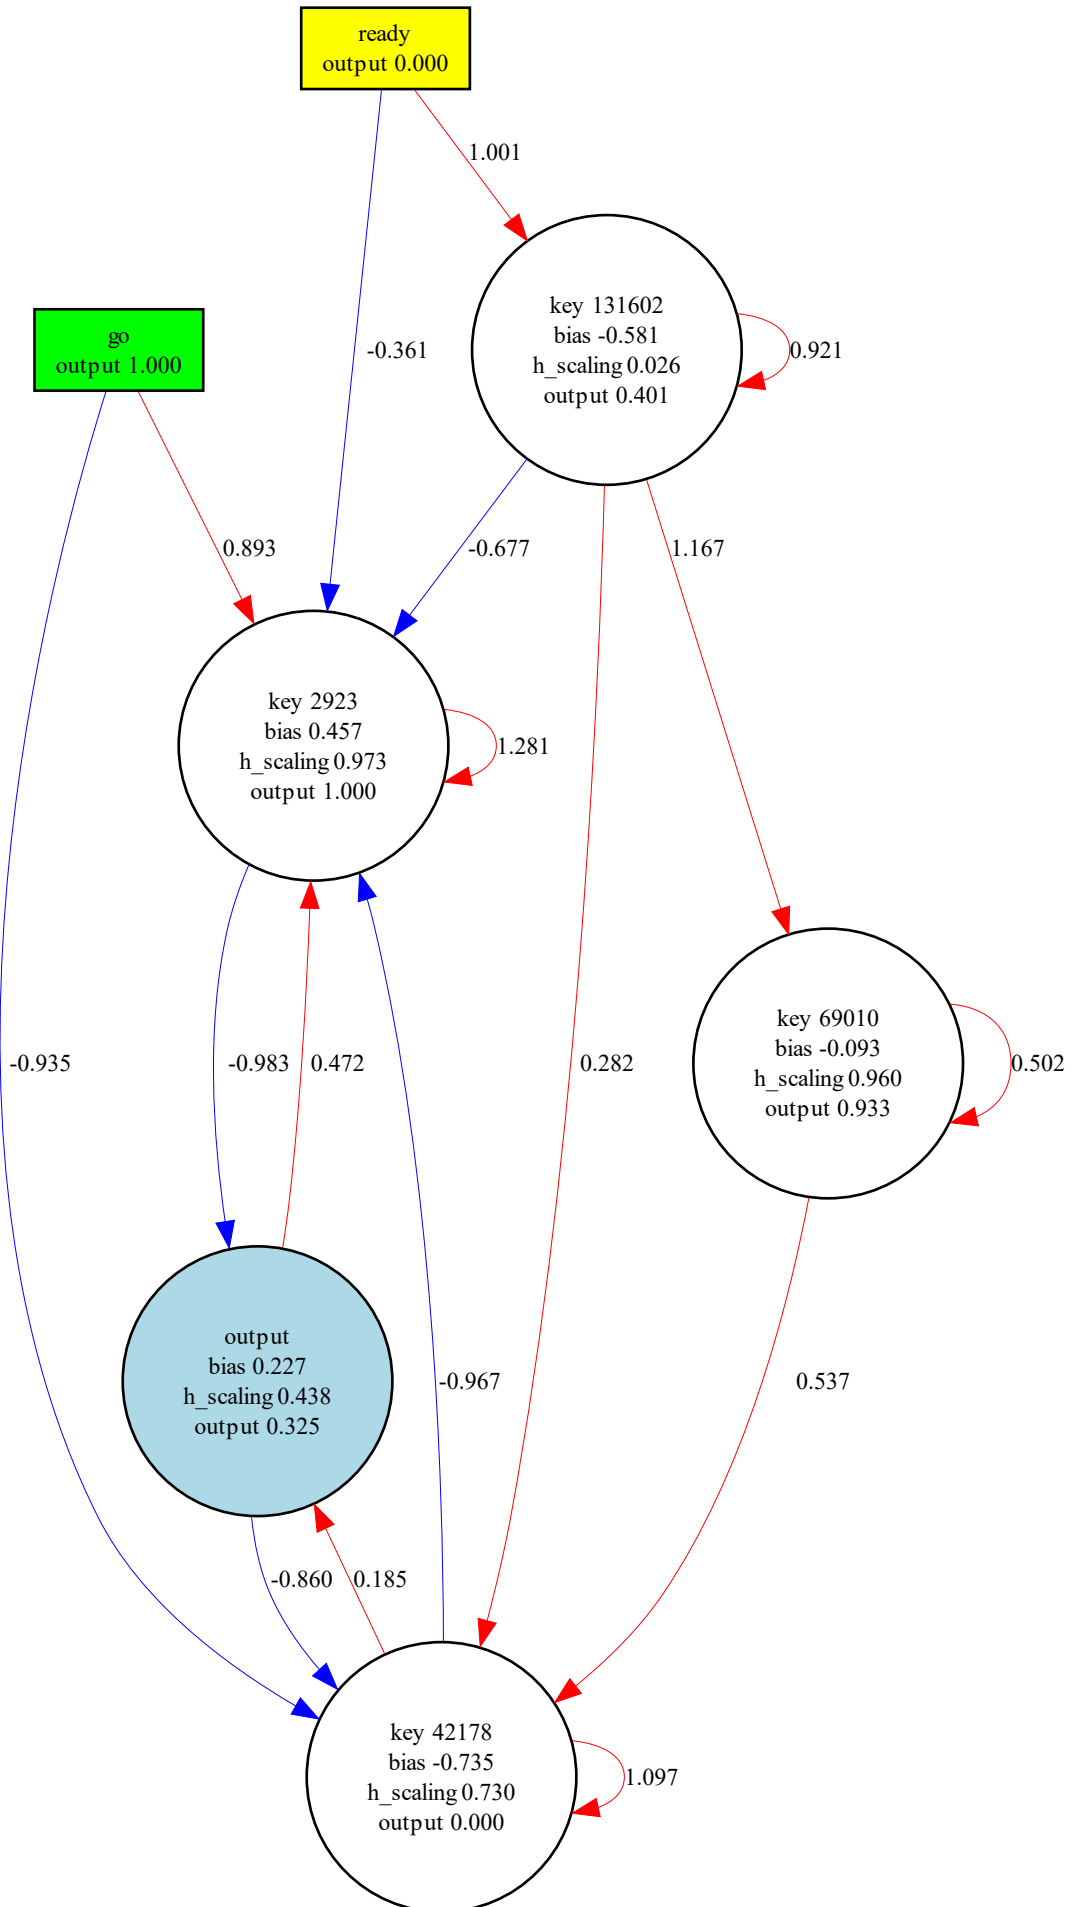 ready
output 0.000
1.001
key 131602
bias -0.581
h_scaling 0.026
output 0.401
0.921
go
output 1.000
-0.361
0.893
-0.677
1.167
key 2923
bias 0.457
h_scaling 0.973
output 1.000
1.281
key 69010
bias -0.093
h_scaling 0.960
output 0.933
0.502
-0.935
-0.983
0.472
0.282
output
bias 0.227
h_scaling 0.438
output 0.325
-0.967
0.537
-0.860
0.185
key 42178
bias -0.735
h_scaling 0.730
output 0.000
1.097